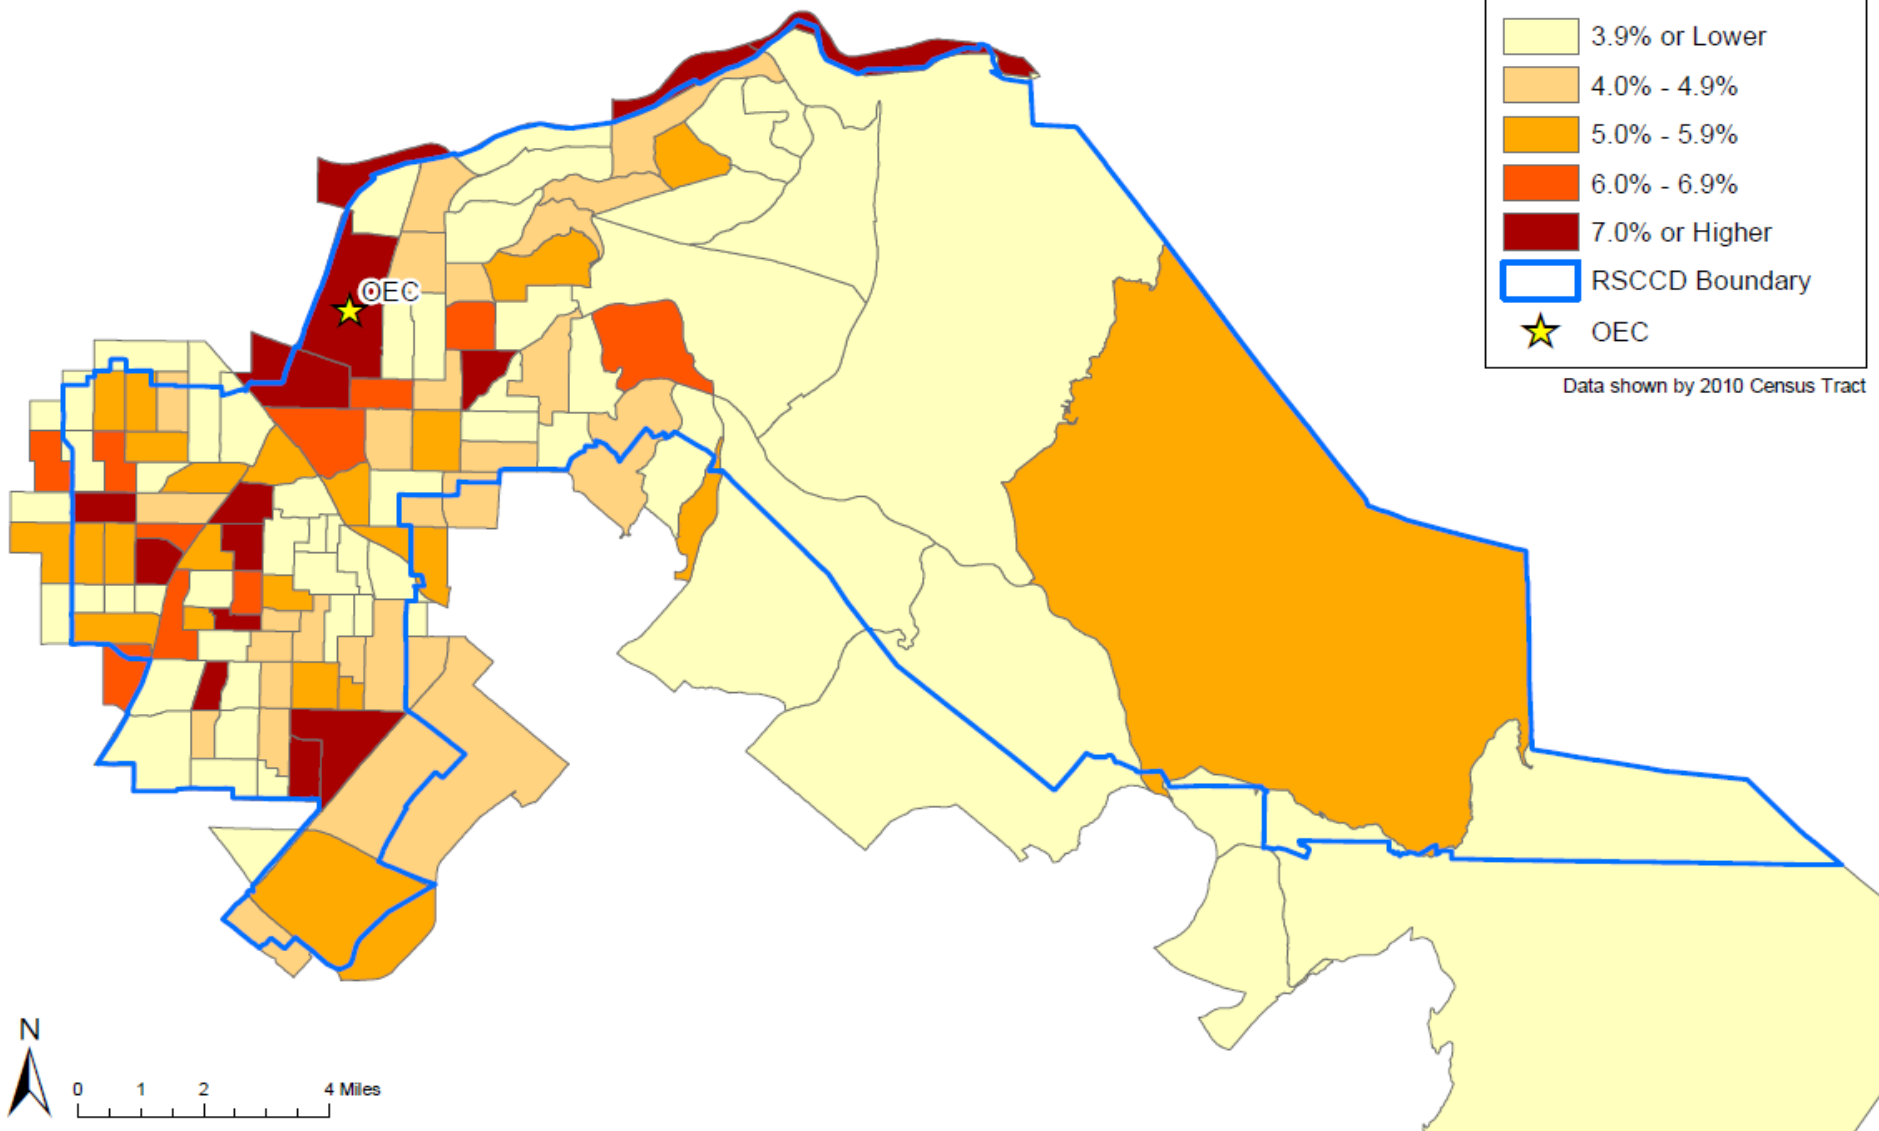 3.9% or Lower
4.0% - 4.9%
5.0% - 5.9%
6.0% - 6.9%
7.0% or Higher
RSCCD Boundary
OEC
Data shown by 2010 Census Tract
OEC
N
0 1 2 4 Miles